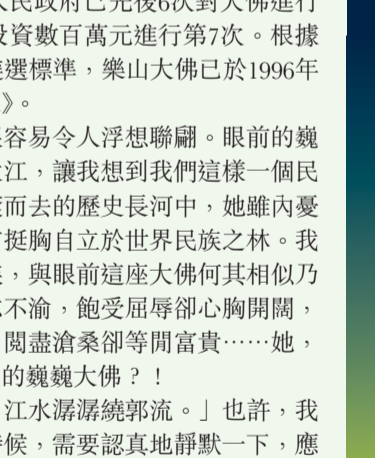 人民政府已先後6次對大佛進行
投資數百萬元進行第7次。根據
選標準，樂山大佛已於1996年
》。
容易令人浮想聯翩。眼前的巍
江，讓我想到我們這樣一個民
而去的歷史長河中，她雖內憂
挺胸自立於世界民族之林。我
，與眼前這座大佛何其相似乃
不渝，飽受屈辱卻心胸開闊，
閱盡滄桑卻等閒富貴……她，
的巍巍大佛？！
江水潺潺繞郭流。」也許，我
候，需要認真地靜默一下，應